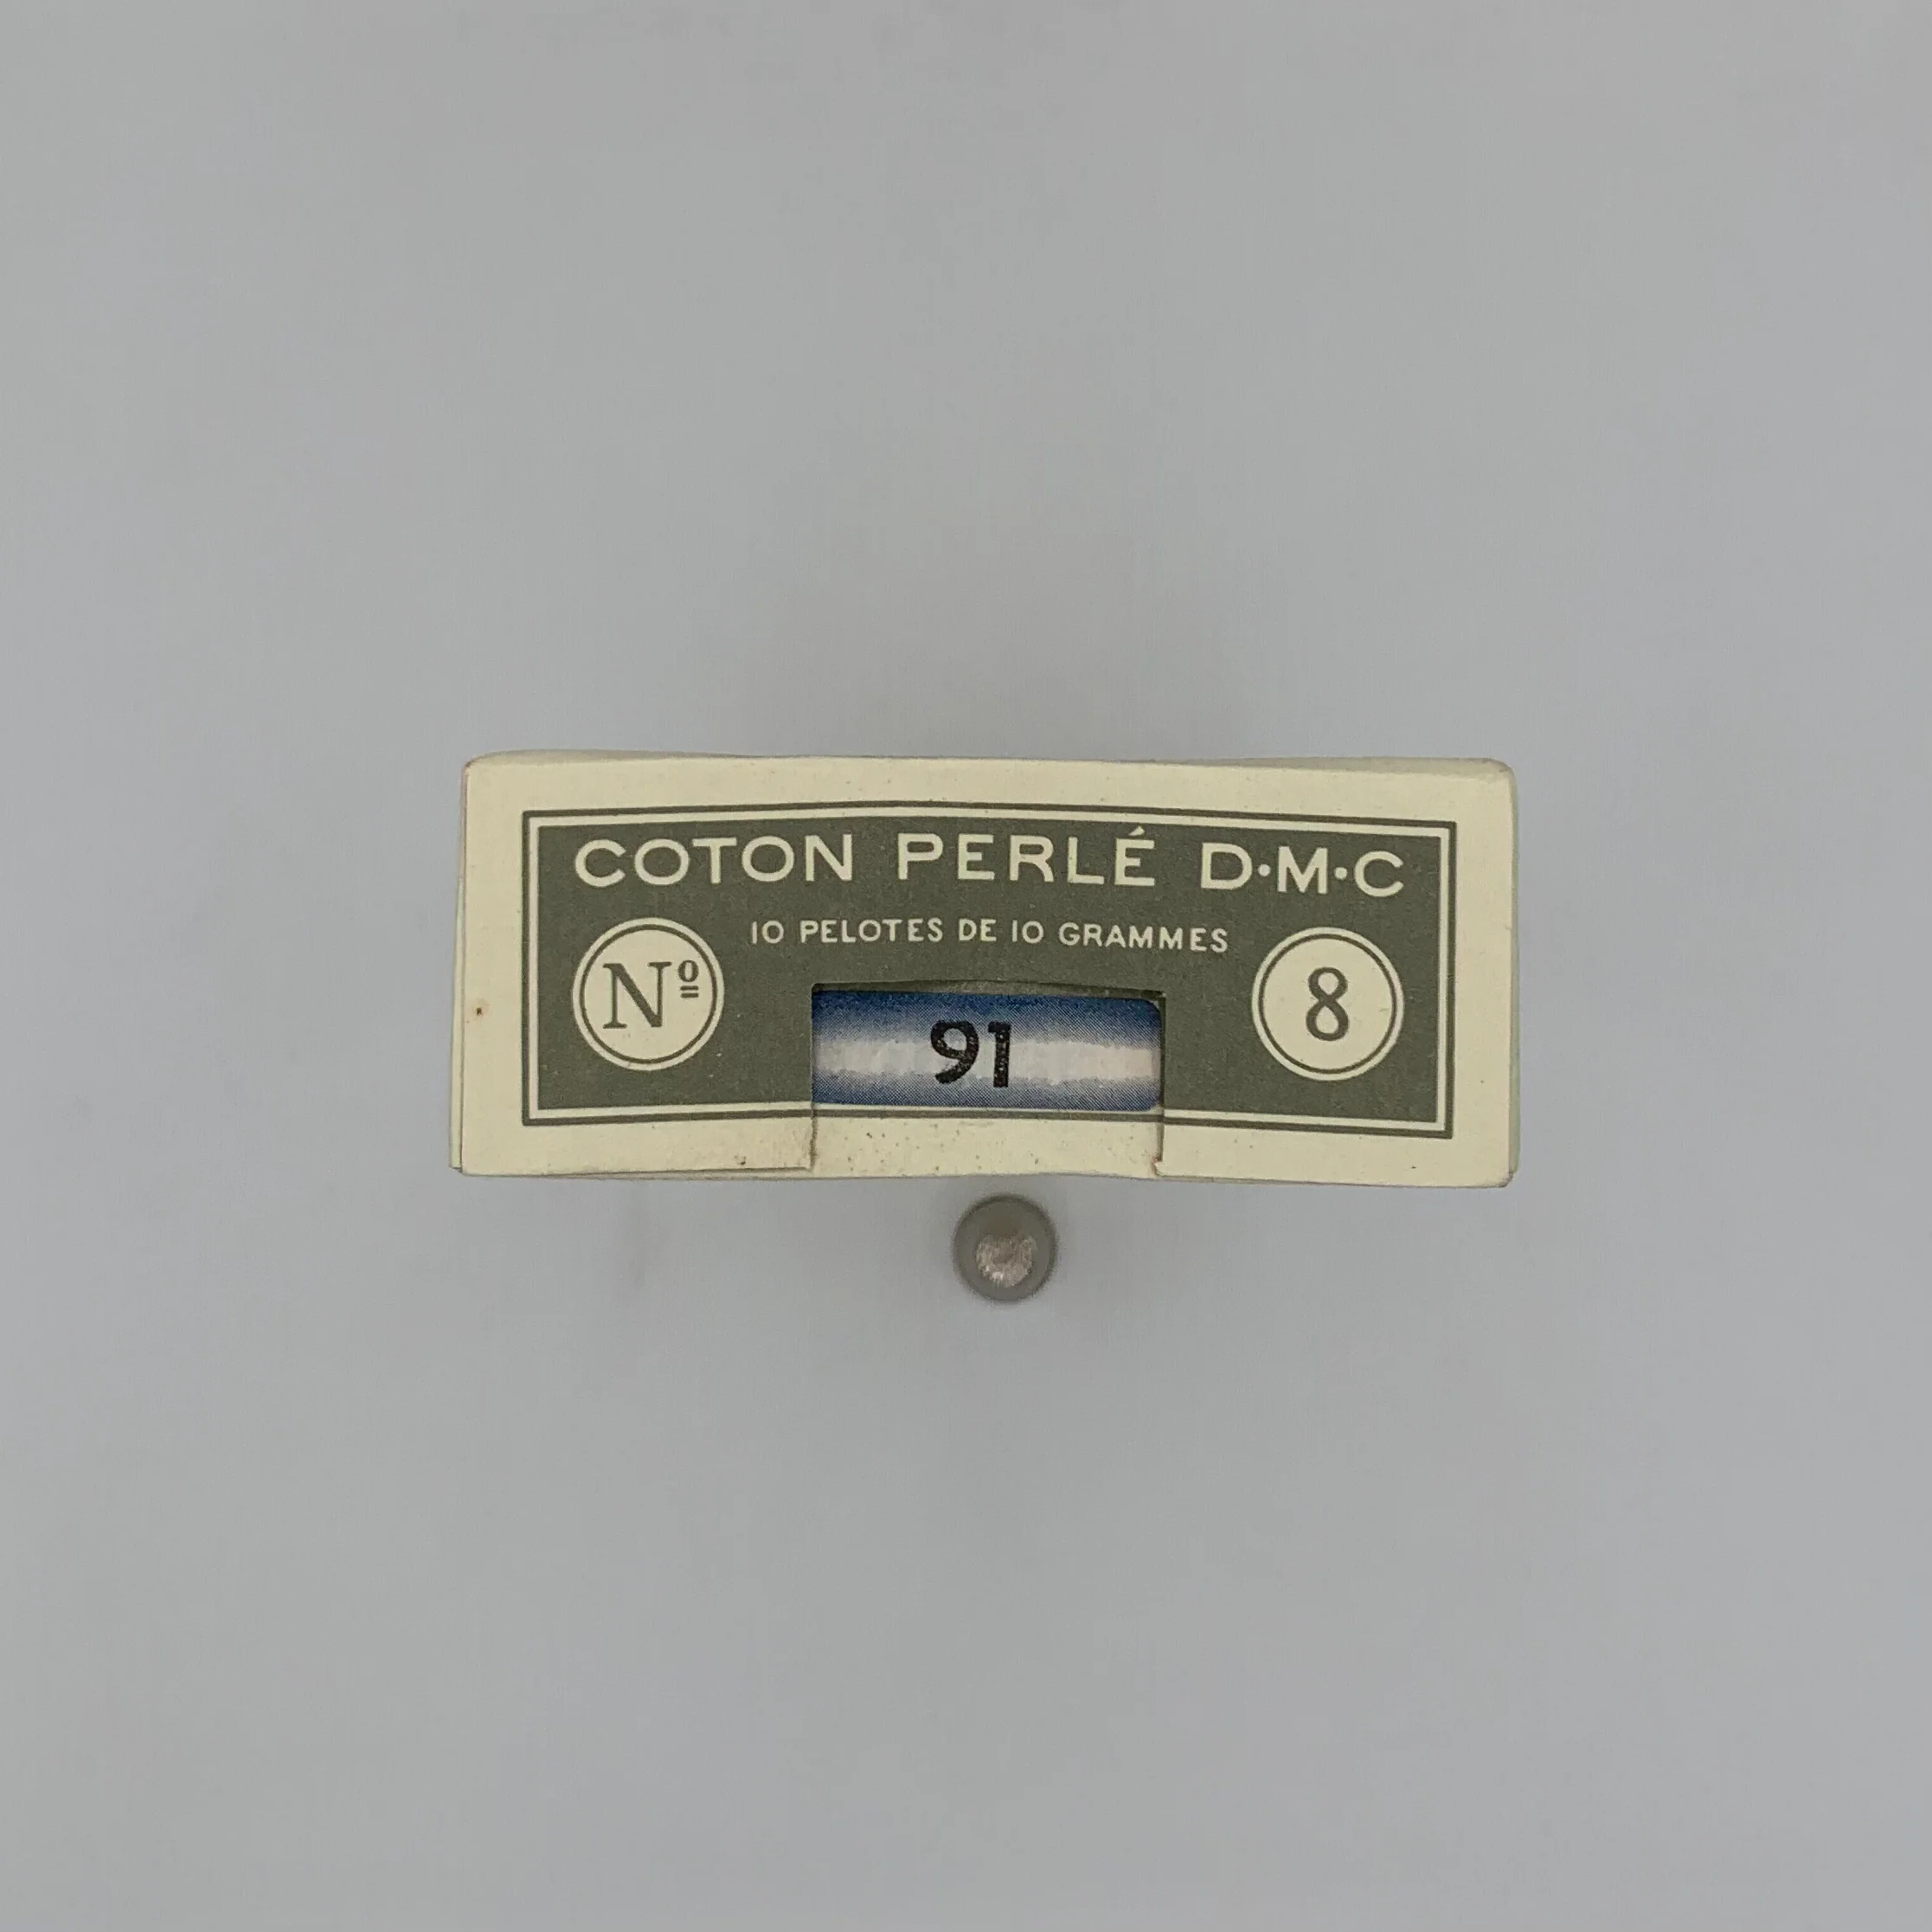 COTON PERLÉ D·M·C
10 PELOTES DE 10 GRAMMES
Nº 8
91